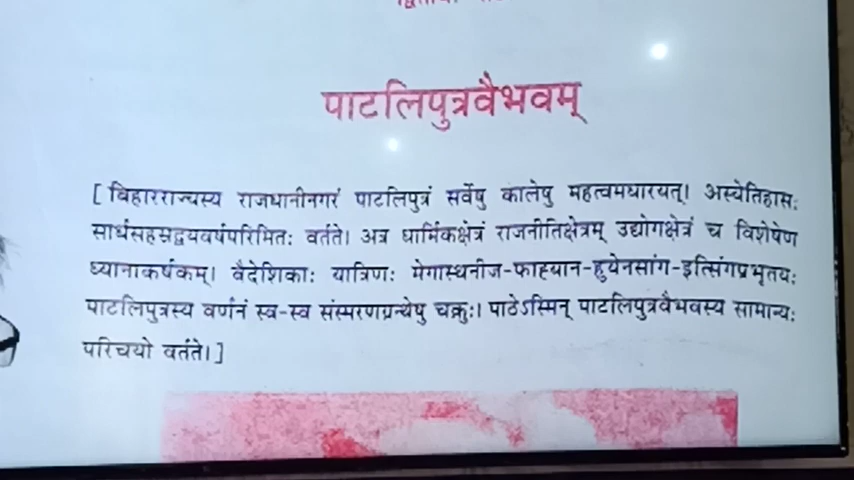 पाटलिपुत्रवैभवम्
[ बिहारराज्यस्य राजधानीनगरं पाटलिपुत्रं सर्वेषु कालेषु महत्वमधारयत्। अस्येतिहासः
सार्धसहस्रद्वयवर्षपरिमितः वर्तते। अत्र धार्मिकक्षेत्रं राजनीतिक्षेत्रम् उद्योगक्षेत्रं च विशेषेण
ध्यानाकर्षकम्। वैदेशिकाः यात्रिणः मेगास्थनीज-फाह्यान-हुयेनसांग-इत्सिंगप्रभृतयः
पाटलिपुत्रस्य वर्णनं स्व-स्व संस्मरणग्रन्थेषु चक्रुः। पाठेऽस्मिन् पाटलिपुत्रवैभवस्य सामान्यः
परिचयो वर्तते। ]